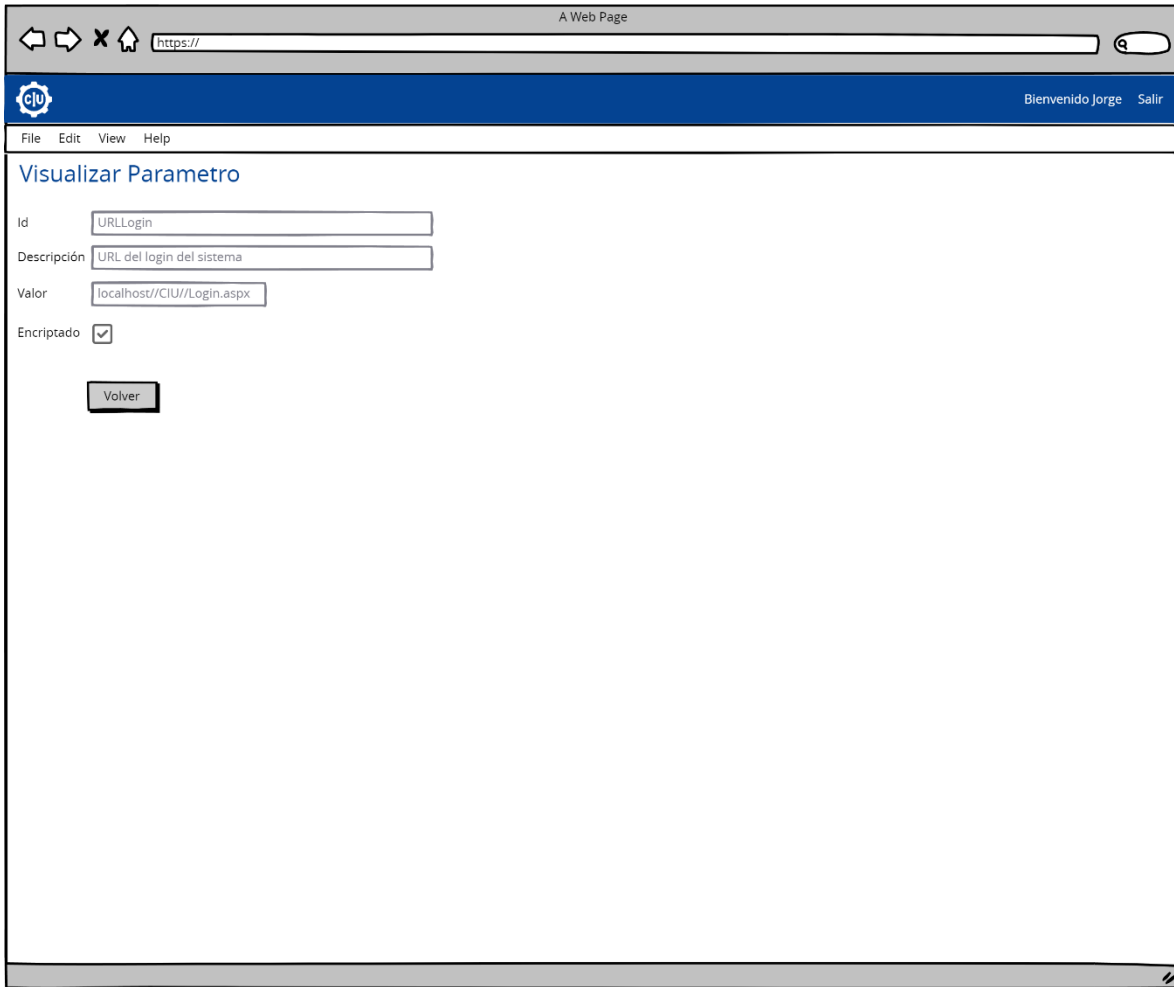 A Web Page
https://
CIU
Bienvenido Jorge Salir
File Edit View Help
Visualizar Parametro
Id URLLogin
Descripción URL del login del sistema
Valor localhost//CIU//Login.aspx
Encriptado
Volver